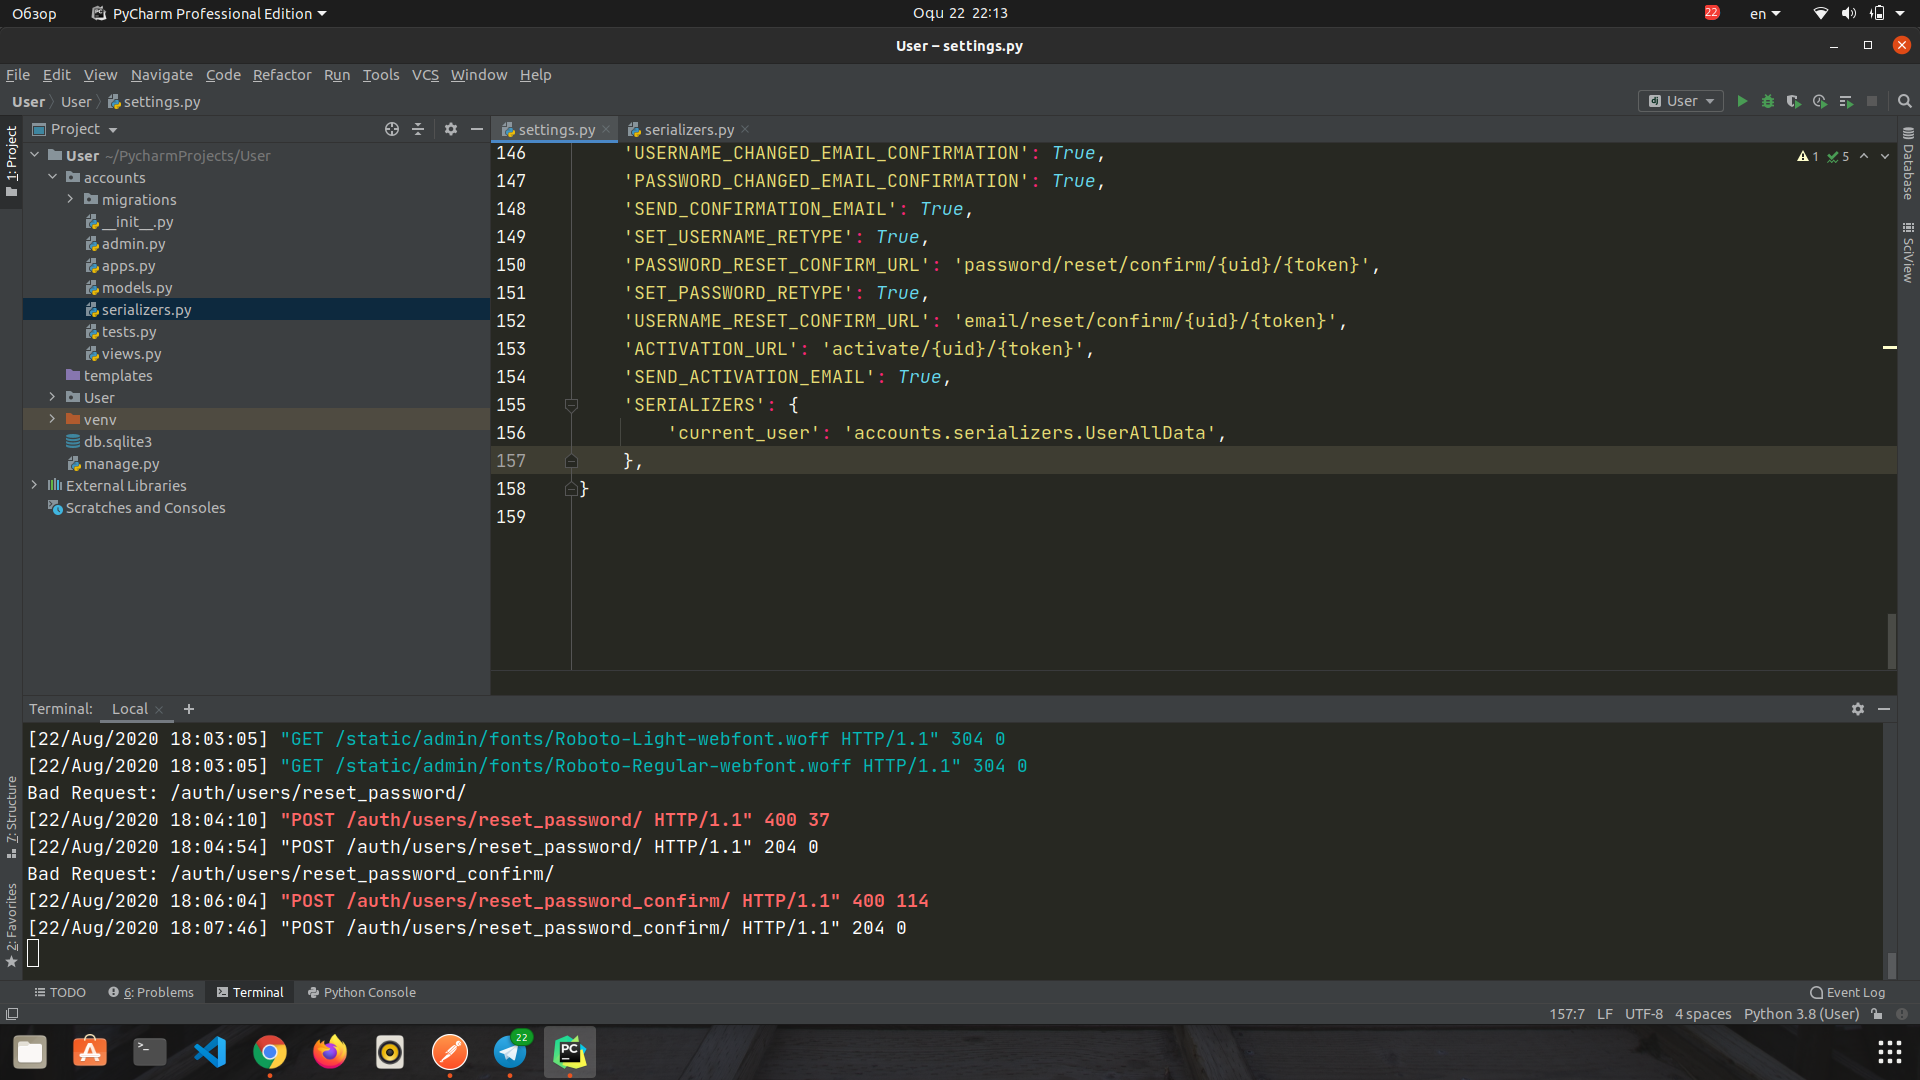 Обзор PyCharm Professional Edition Oqu 22 22:13 22 en
User – settings.py
File Edit View Navigate Code Refactor Run Tools VCS Window Help
User User settings.py User
1: Project
Project
User ~/PycharmProjects/User
accounts
migrations
__init__.py
admin.py
apps.py
models.py
serializers.py
tests.py
views.py
templates
User
venv
db.sqlite3
manage.py
External Libraries
Scratches and Consoles
settings.py serializers.py
1 5
146 'USERNAME_CHANGED_EMAIL_CONFIRMATION': True,
147 'PASSWORD_CHANGED_EMAIL_CONFIRMATION': True,
148 'SEND_CONFIRMATION_EMAIL': True,
149 'SET_USERNAME_RETYPE': True,
150 'PASSWORD_RESET_CONFIRM_URL': 'password/reset/confirm/{uid}/{token}',
151 'SET_PASSWORD_RETYPE': True,
152 'USERNAME_RESET_CONFIRM_URL': 'email/reset/confirm/{uid}/{token}',
153 'ACTIVATION_URL': 'activate/{uid}/{token}',
154 'SEND_ACTIVATION_EMAIL': True,
155 'SERIALIZERS': {
156 'current_user': 'accounts.serializers.UserAllData',
157 },
158 }
159
Database
SciView
7: Structure
2: Favorites
Terminal: Local +
[22/Aug/2020 18:03:05] "GET /static/admin/fonts/Roboto-Light-webfont.woff HTTP/1.1" 304 0
[22/Aug/2020 18:03:05] "GET /static/admin/fonts/Roboto-Regular-webfont.woff HTTP/1.1" 304 0
Bad Request: /auth/users/reset_password/
[22/Aug/2020 18:04:10] "POST /auth/users/reset_password/ HTTP/1.1" 400 37
[22/Aug/2020 18:04:54] "POST /auth/users/reset_password/ HTTP/1.1" 204 0
Bad Request: /auth/users/reset_password_confirm/
[22/Aug/2020 18:06:04] "POST /auth/users/reset_password_confirm/ HTTP/1.1" 400 114
[22/Aug/2020 18:07:46] "POST /auth/users/reset_password_confirm/ HTTP/1.1" 204 0
TODO 6: Problems Terminal Python Console Event Log
157:7 LF UTF-8 4 spaces Python 3.8 (User)
22
PC